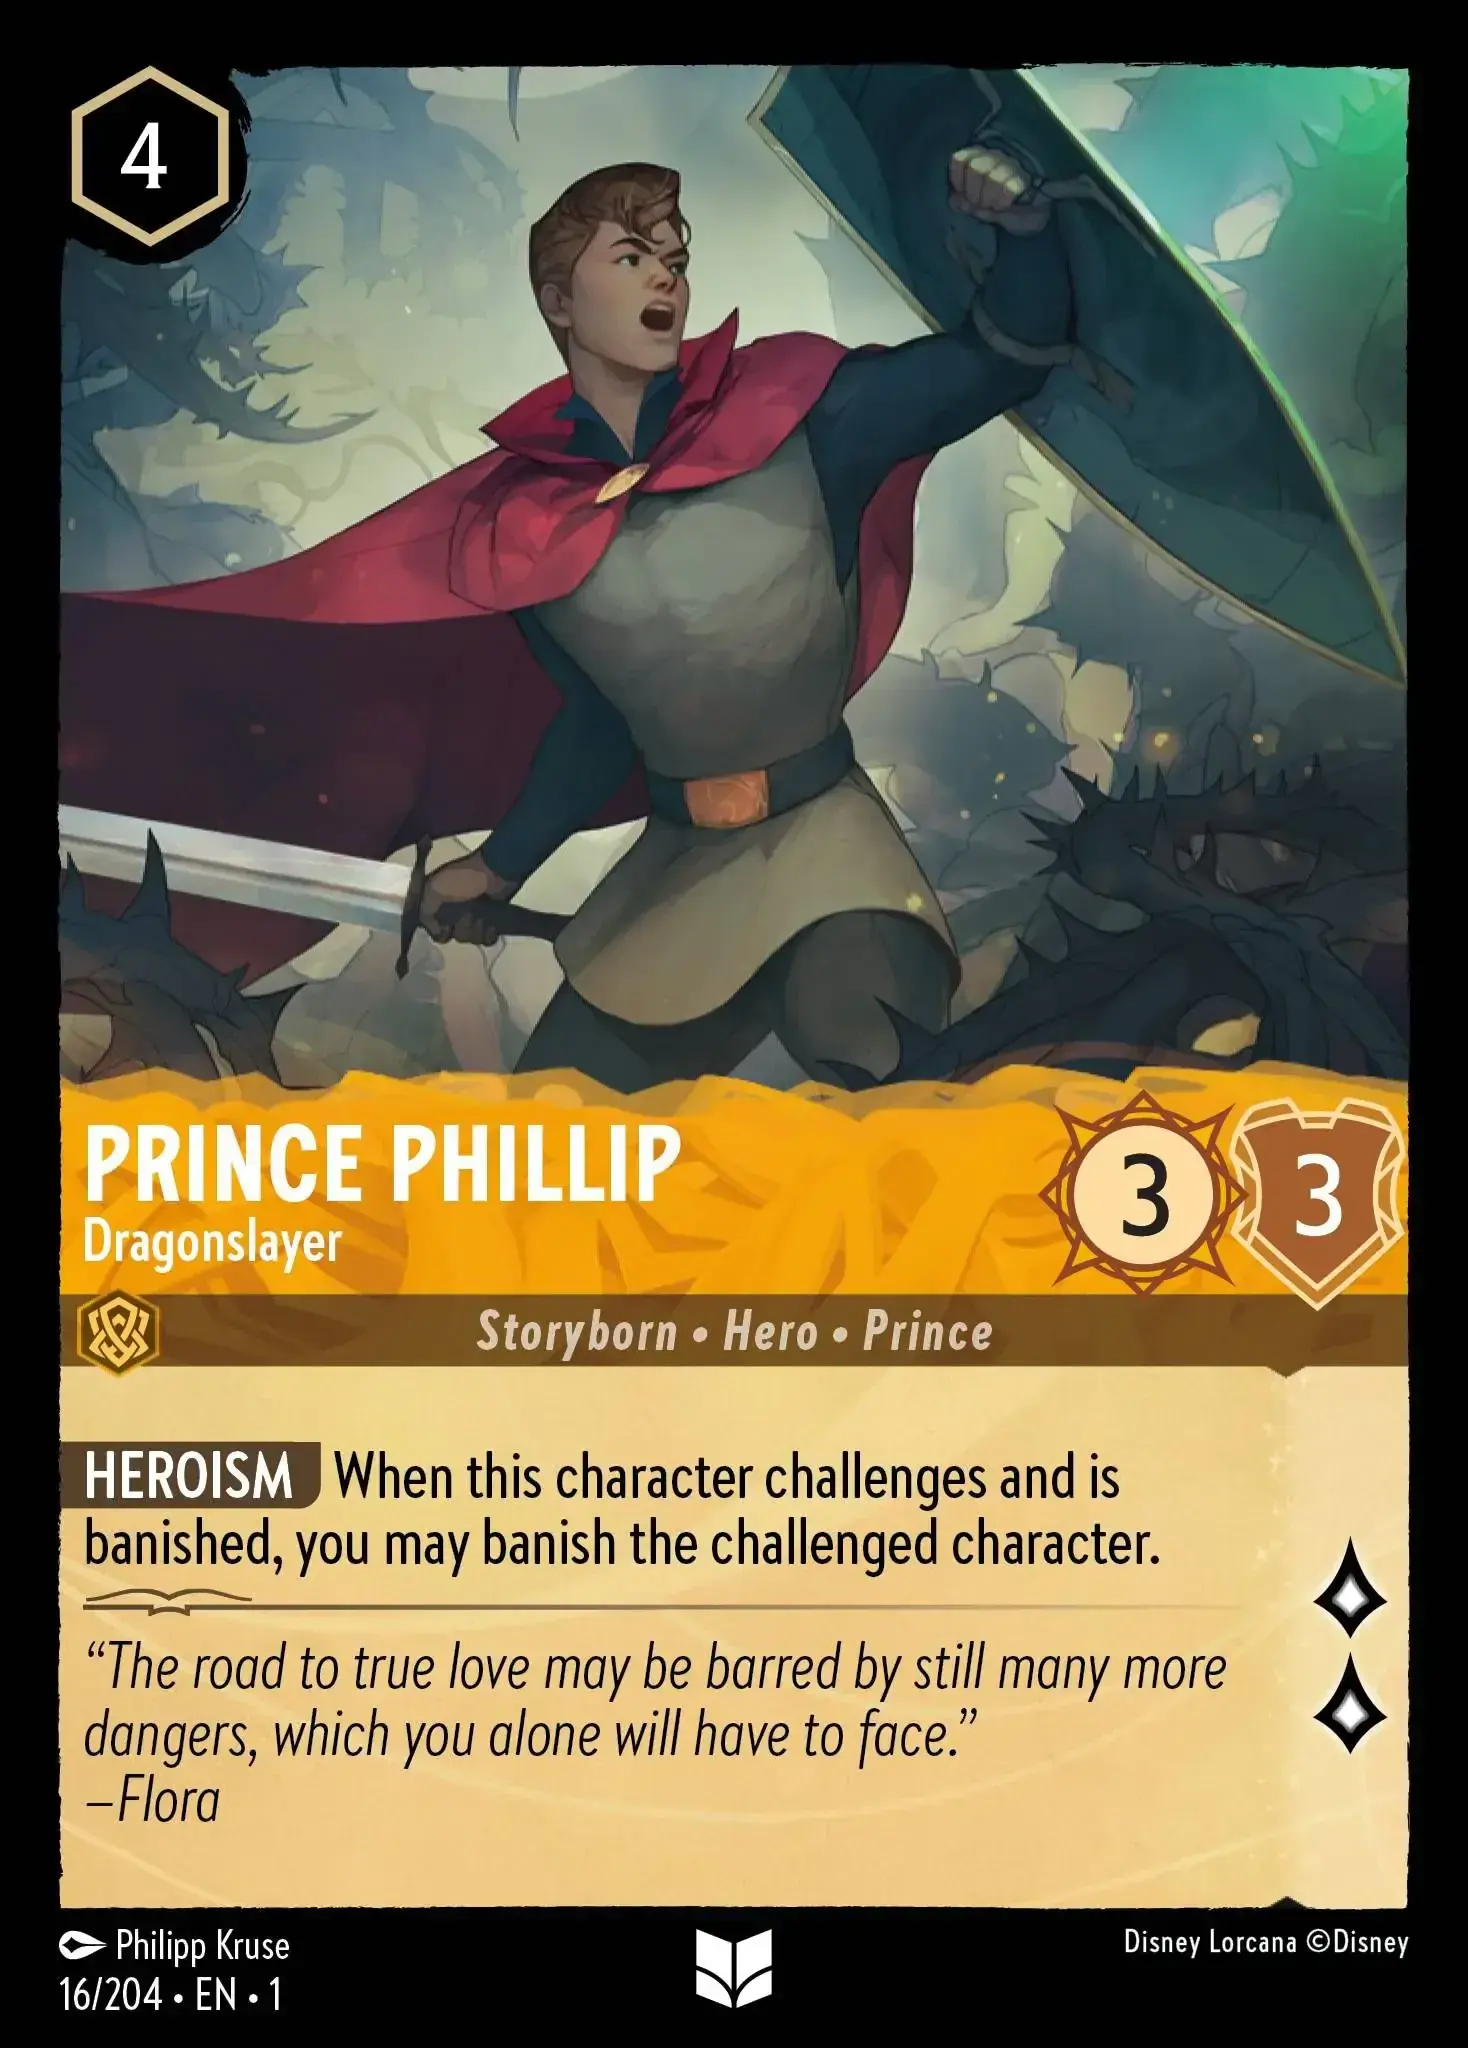 4
PRINCE PHILLIP
Dragonslayer
3 3
Storyborn • Hero • Prince
HEROISM When this character challenges and is
banished, you may banish the challenged character.
“The road to true love may be barred by still many more
dangers, which you alone will have to face.”
–Flora
Philipp Kruse
Disney Lorcana ©Disney
16/204 • EN • 1